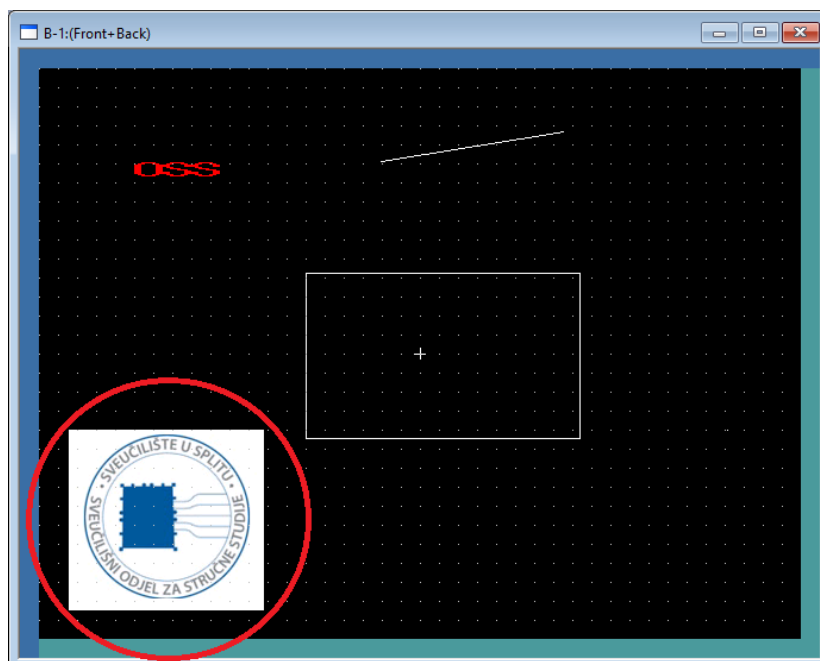 B-1:(Front+Back)
OSS
• SVEUČILIŠTE U SPLITU •
SVEUČILIŠNI ODJEL ZA STRUČNE STUDIJE